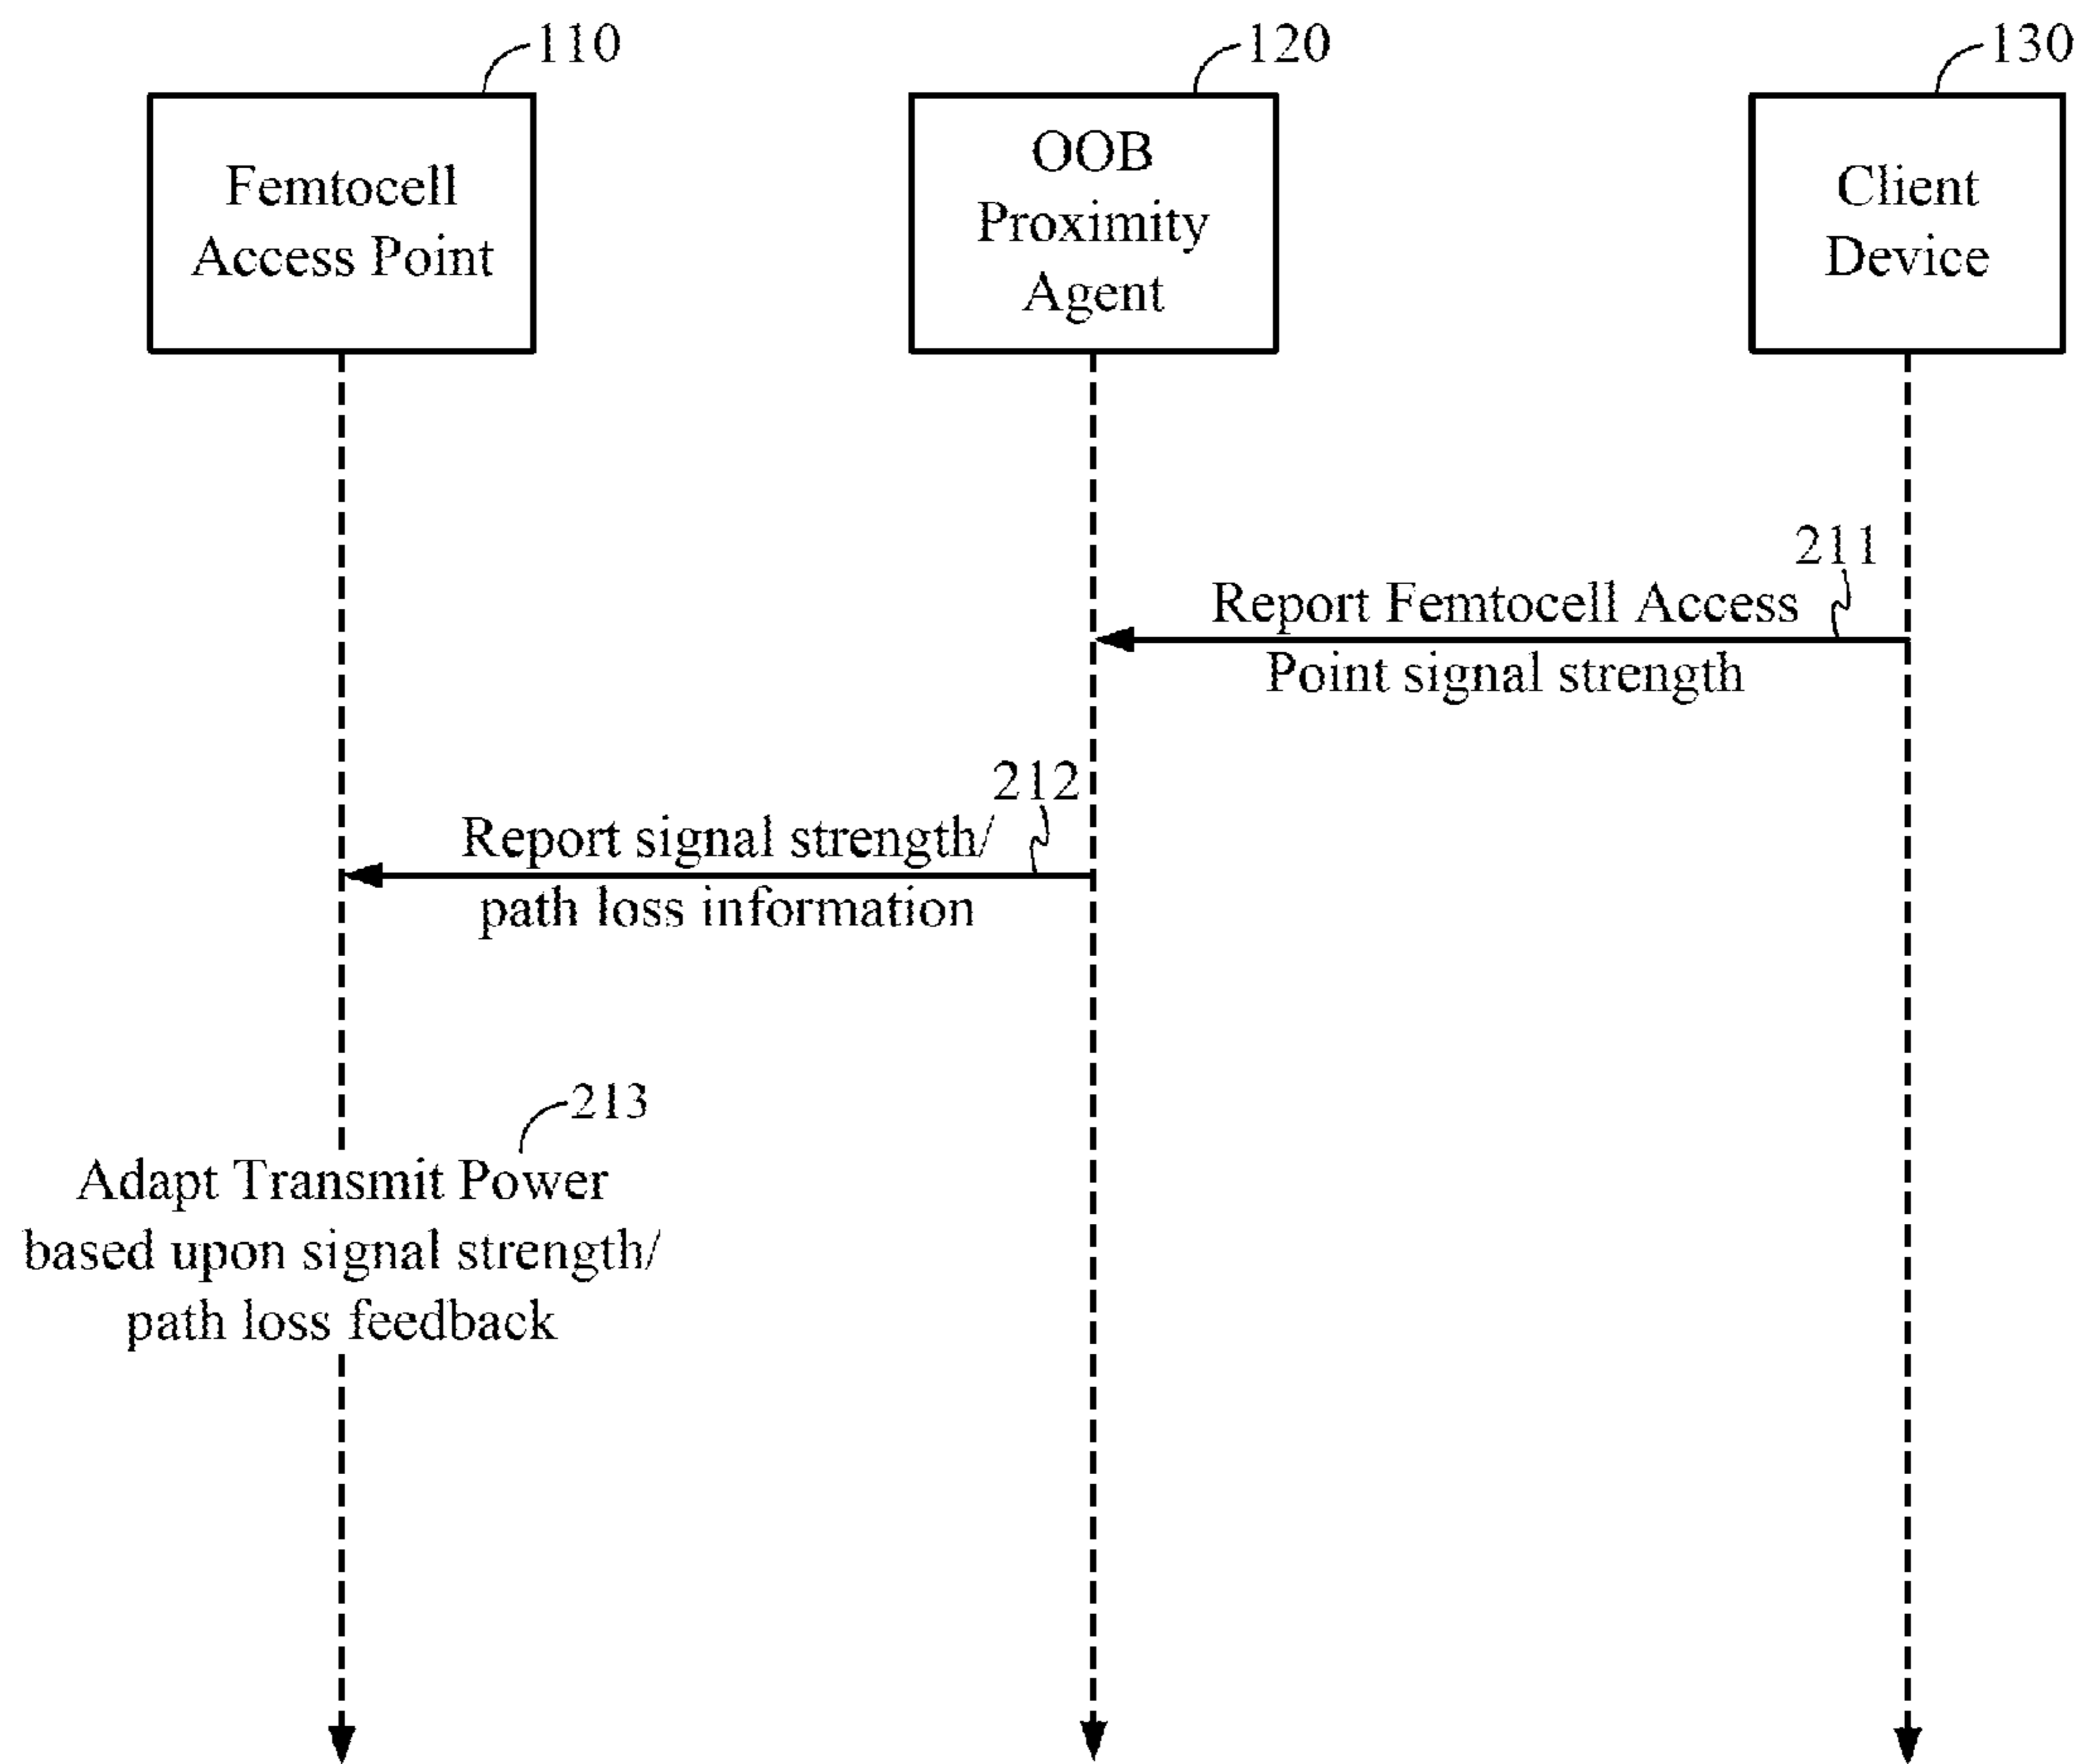 110
120
130
Femtocell
Access Point
OOB
Proximity
Agent
Client
Device
211
Report Femtocell Access
Point signal strength
212
Report signal strength/
path loss information
213
Adapt Transmit Power
based upon signal strength/
path loss feedback